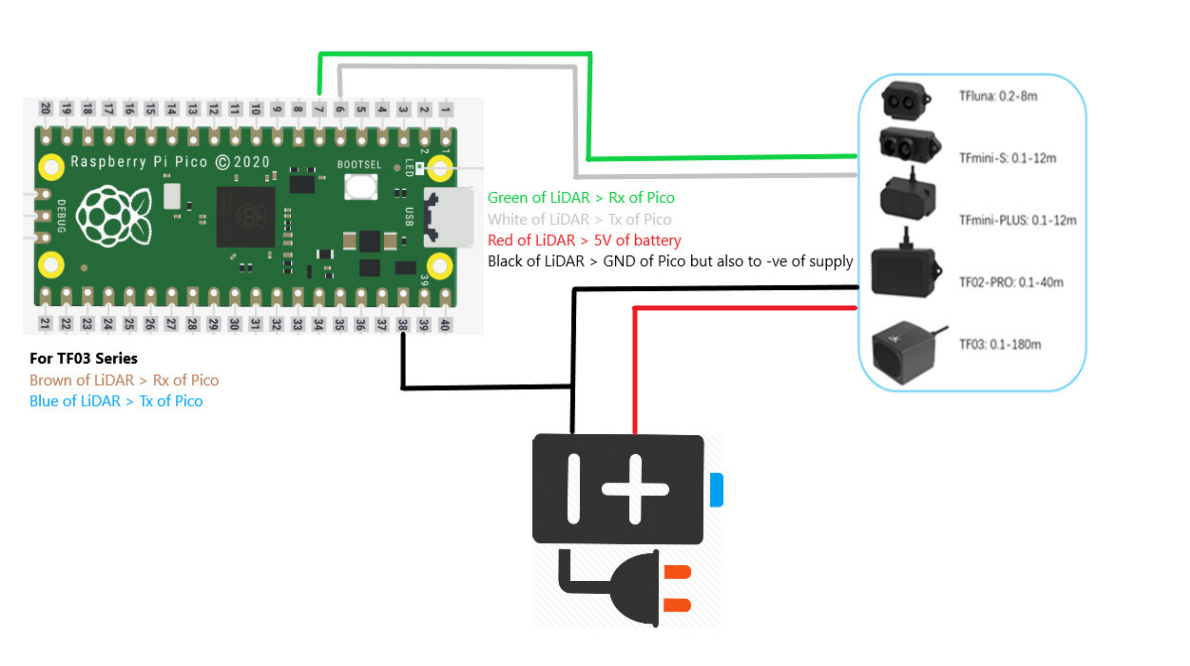 20 19 18 17 16 15 14 13 12 11 10 9 8 7 6 5 4 3 2 1
Raspberry Pi Pico ©2020
BOOTSEL
LED
2
1
DEBUG
USB
39
21 22 23 24 25 26 27 28 29 30 31 32 33 34 35 36 37 38 39 40
Green of LiDAR > Rx of Pico
White of LiDAR > Tx of Pico
Red of LiDAR > 5V of battery
Black of LiDAR > GND of Pico but also to -ve of supply
For TF03 Series
Brown of LiDAR > Rx of Pico
Blue of LiDAR > Tx of Pico
TFluna: 0.2-8m
TFmini-S: 0.1-12m
TFmini-PLUS: 0.1-12m
TF02-PRO: 0.1-40m
TF03: 0.1-180m